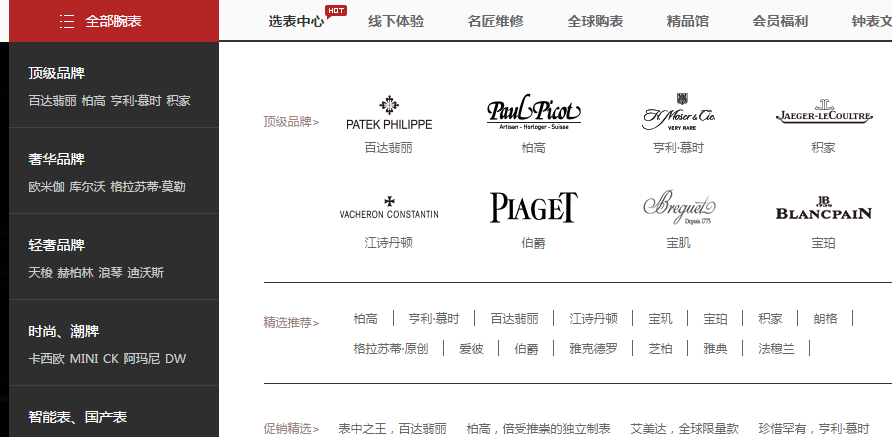 全部腕表
选表中心 HOT 线下体验 名匠维修 全球购表 精品馆 会员福利 钟表文
顶级品牌
百达翡丽 柏高 亨利·慕时 积家
奢华品牌
欧米伽 库尔沃 格拉苏蒂·莫勒
轻奢品牌
天梭 赫柏林 浪琴 迪沃斯
时尚、潮牌
卡西欧 MINI CK 阿玛尼 DW
智能表、国产表
顶级品牌>
PATEK PHILIPPE
百达翡丽
Paul Picot
Artisan - Horloger - Suisse
柏高
H. Moser & Cie.
VERY RARE
亨利·慕时
JAEGER-LECOULTRE
积家
VACHERON CONSTANTIN
江诗丹顿
PIAGET
伯爵
Breguet
Depuis 1775
宝肌
JB
BLANCPAIN
宝珀
精选推荐>
柏高 亨利·慕时 百达翡丽 江诗丹顿 宝玑 宝珀 积家 朗格
格拉苏蒂·原创 爱彼 伯爵 雅克德罗 芝柏 雅典 法穆兰
促销精选>
表中之王，百达翡丽 柏高，倍受推崇的独立制表 艾美达，全球限量款 珍惜罕有，亨利·慕时